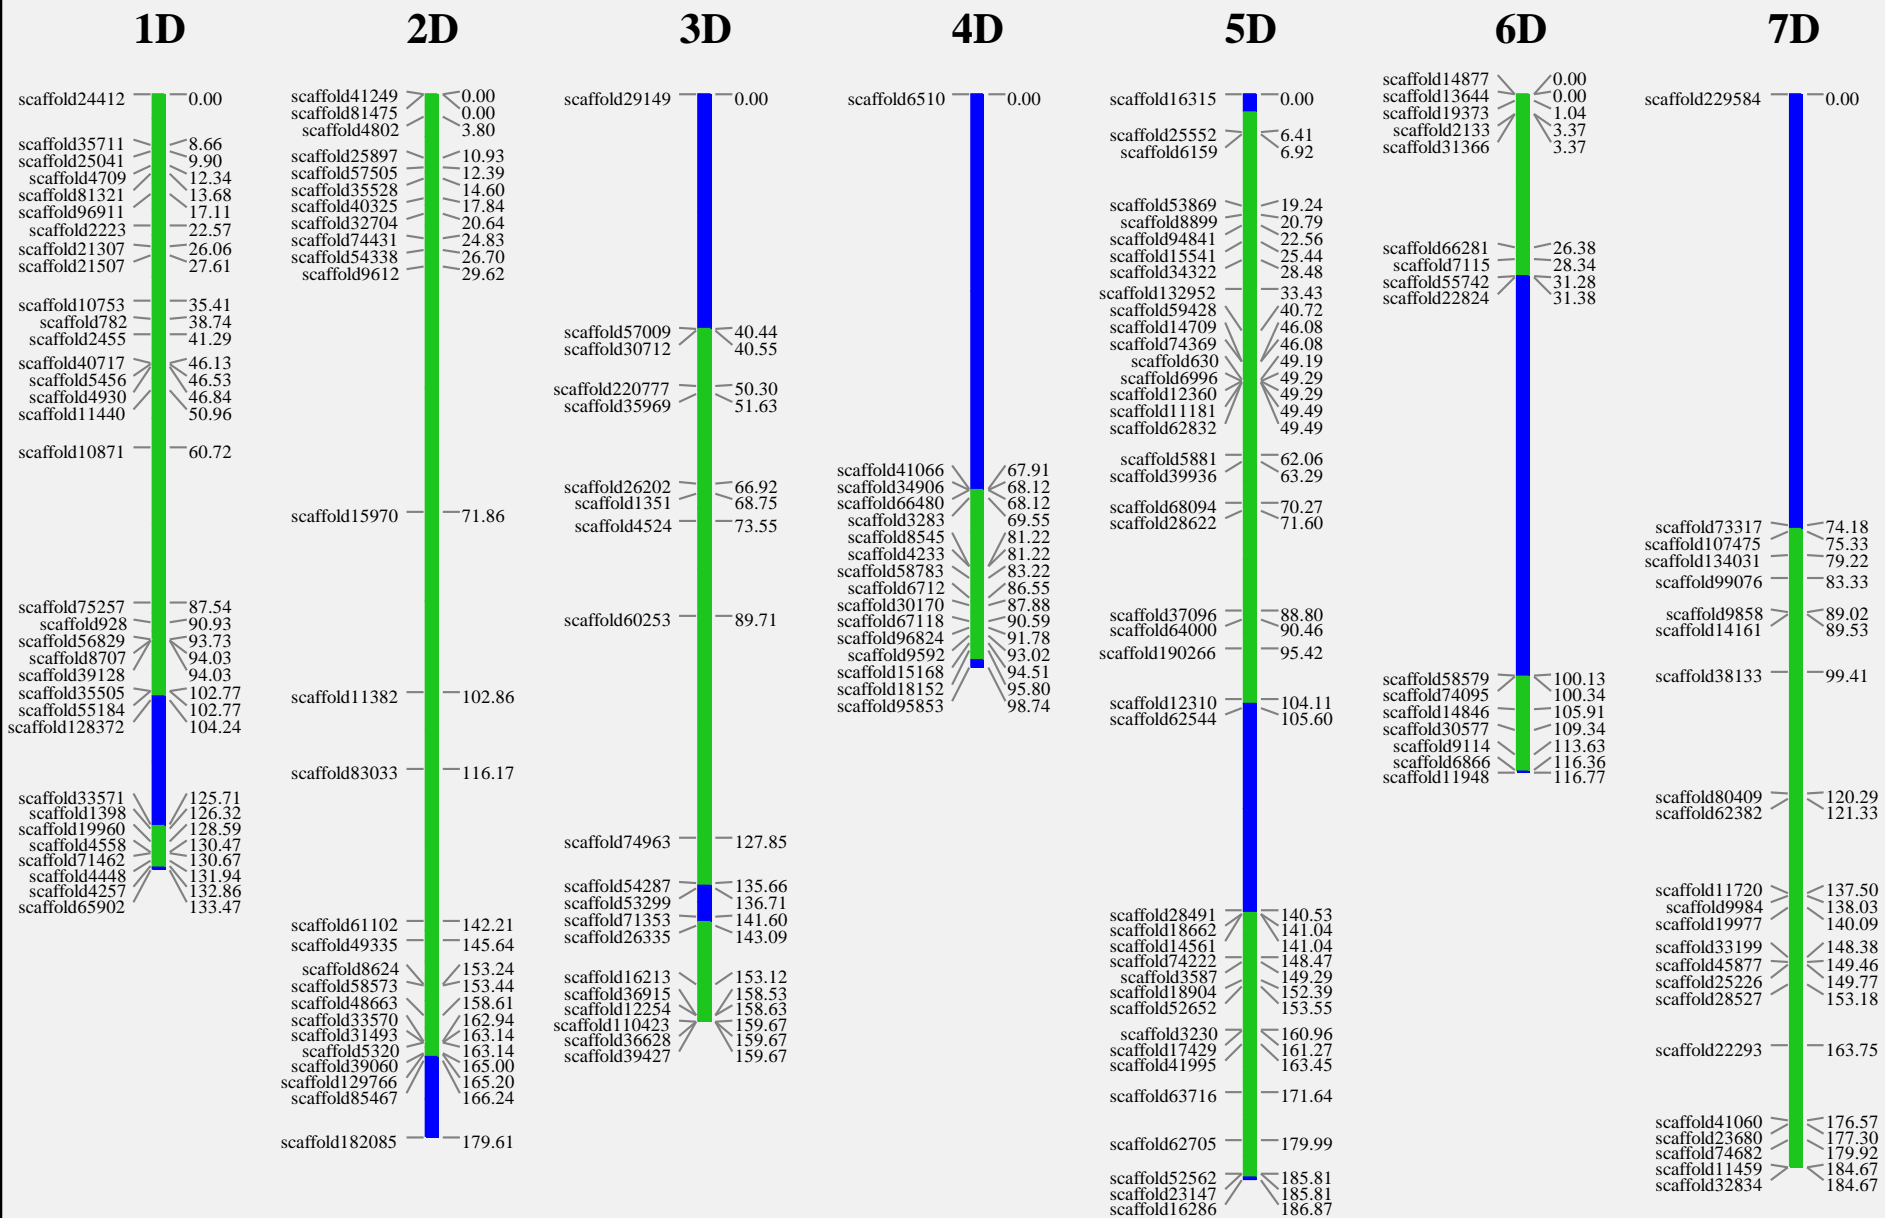 1D
scaffold24412 0.00
scaffold35711 8.66
scaffold25041 9.90
scaffold4709 12.34
scaffold81321 13.68
scaffold96911 17.11
scaffold2223 22.57
scaffold21307 26.06
scaffold21507 27.61
scaffold10753 35.41
scaffold782 38.74
scaffold2455 41.29
scaffold40717 46.13
scaffold5456 46.53
scaffold4930 46.84
scaffold11440 50.96
scaffold10871 60.72
scaffold75257 87.54
scaffold928 90.93
scaffold56829 93.73
scaffold8707 94.03
scaffold39128 94.03
scaffold35505 102.77
scaffold55184 102.77
scaffold128372 104.24
scaffold33571 125.71
scaffold1398 126.32
scaffold19960 128.59
scaffold4558 130.47
scaffold71462 130.67
scaffold4448 131.94
scaffold4257 132.86
scaffold65902 133.47
2D
scaffold41249 0.00
scaffold81475 0.00
scaffold4802 3.80
scaffold25897 10.93
scaffold57505 12.39
scaffold35528 14.60
scaffold40325 17.84
scaffold32704 20.64
scaffold74431 24.83
scaffold54338 26.70
scaffold9612 29.62
scaffold15970 71.86
scaffold11382 102.86
scaffold83033 116.17
scaffold61102 142.21
scaffold49335 145.64
scaffold8624 153.24
scaffold58573 153.44
scaffold48663 158.61
scaffold33570 162.94
scaffold31493 163.14
scaffold5320 163.14
scaffold39060 165.00
scaffold129766 165.20
scaffold85467 166.24
scaffold182085 179.61
3D
scaffold29149 0.00
scaffold57009 40.44
scaffold30712 40.55
scaffold220777 50.30
scaffold35969 51.63
scaffold26202 66.92
scaffold1351 68.75
scaffold4524 73.55
scaffold60253 89.71
scaffold74963 127.85
scaffold54287 135.66
scaffold53299 136.71
scaffold71353 141.60
scaffold26335 143.09
scaffold16213 153.12
scaffold36915 158.53
scaffold12254 158.63
scaffold110423 159.67
scaffold36628 159.67
scaffold39427 159.67
4D
scaffold6510 0.00
scaffold41066 67.91
scaffold34906 68.12
scaffold66480 68.12
scaffold3283 69.55
scaffold8545 81.22
scaffold4233 81.22
scaffold58783 83.22
scaffold6712 86.55
scaffold30170 87.88
scaffold67118 90.59
scaffold96824 91.78
scaffold9592 93.02
scaffold15168 94.51
scaffold18152 95.80
scaffold95853 98.74
5D
scaffold16315 0.00
scaffold25552 6.41
scaffold6159 6.92
scaffold53869 19.24
scaffold8899 20.79
scaffold94841 22.56
scaffold15541 25.44
scaffold34322 28.48
scaffold132952 33.43
scaffold59428 40.72
scaffold14709 46.08
scaffold74369 46.08
scaffold630 49.19
scaffold6996 49.29
scaffold12360 49.29
scaffold11181 49.49
scaffold62832 49.49
scaffold5881 62.06
scaffold39936 63.29
scaffold68094 70.27
scaffold28622 71.60
scaffold37096 88.80
scaffold64000 90.46
scaffold190266 95.42
scaffold12310 104.11
scaffold62544 105.60
scaffold28491 140.53
scaffold18662 141.04
scaffold14561 141.04
scaffold74222 148.47
scaffold3587 149.29
scaffold18904 152.39
scaffold52652 153.55
scaffold3230 160.96
scaffold17429 161.27
scaffold41995 163.45
scaffold63716 171.64
scaffold62705 179.99
scaffold52562 185.81
scaffold23147 185.81
scaffold16286 186.87
6D
scaffold14877 0.00
scaffold13644 0.00
scaffold19373 1.04
scaffold2133 3.37
scaffold31366 3.37
scaffold66281 26.38
scaffold7115 28.34
scaffold55742 31.28
scaffold22824 31.38
scaffold58579 100.13
scaffold74095 100.34
scaffold14846 105.91
scaffold30577 109.34
scaffold9114 113.63
scaffold6866 116.36
scaffold11948 116.77
7D
scaffold229584 0.00
scaffold73317 74.18
scaffold107475 75.33
scaffold134031 79.22
scaffold99076 83.33
scaffold9858 89.02
scaffold14161 89.53
scaffold38133 99.41
scaffold80409 120.29
scaffold62382 121.33
scaffold11720 137.50
scaffold9984 138.03
scaffold19977 140.09
scaffold33199 148.38
scaffold45877 149.46
scaffold25226 149.77
scaffold28527 153.18
scaffold22293 163.75
scaffold41060 176.57
scaffold23680 177.30
scaffold74682 179.92
scaffold11459 184.67
scaffold32834 184.67